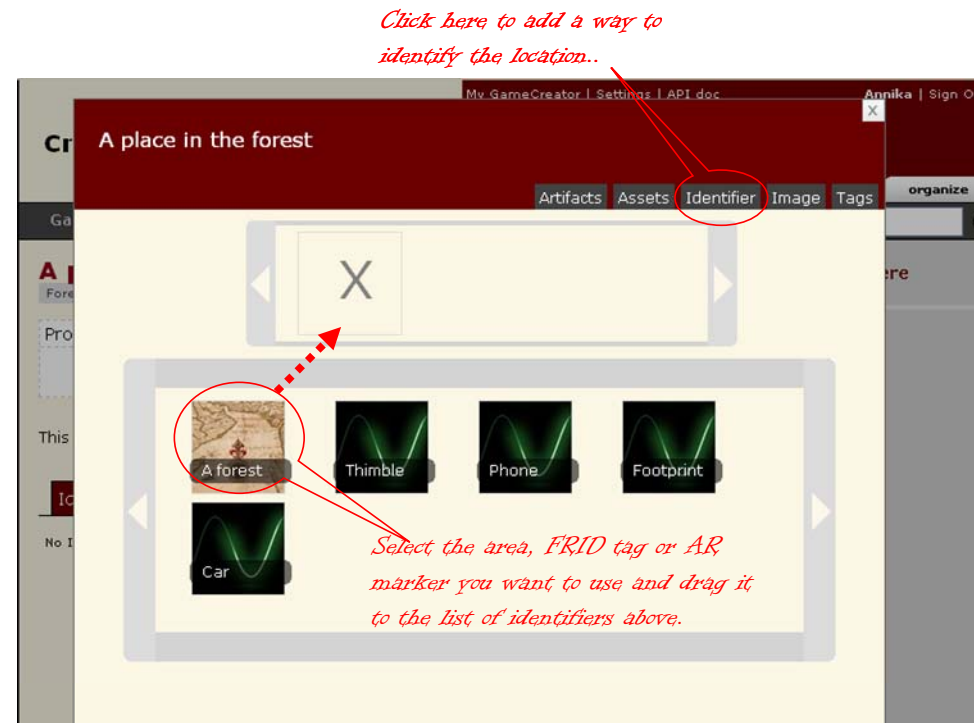 Click here to add a way to
identify the location..
My GameCreator | Settings | API doc
Annika | Sign O
Cr
A place in the forest
X
Artifacts
Assets
Identifier
Image
Tags
organize
Ga
A p
ere
Fore
X
Pro
A forest
Thimble
Phone
Footprint
This
Ic
No I
Car
Select the area, FRID tag or AR
marker you want to use and drag it
to the list of identifiers above.